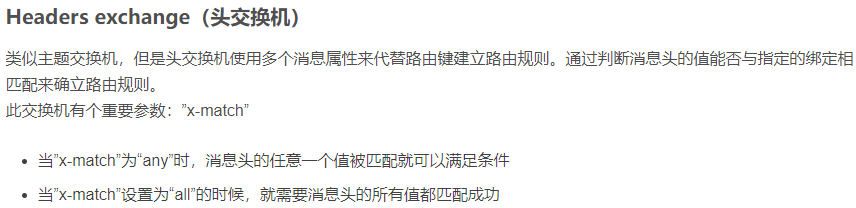 Headers exchange（头交换机）
类似主题交换机，但是头交换机使用多个消息属性来代替路由键建立路由规则。通过判断消息头的值能否与指定的绑定相
匹配来确立路由规则。
此交换机有个重要参数：”x-match”
当”x-match”为“any”时，消息头的任意一个值被匹配就可以满足条件
当”x-match”设置为“all”的时候，就需要消息头的所有值都匹配成功